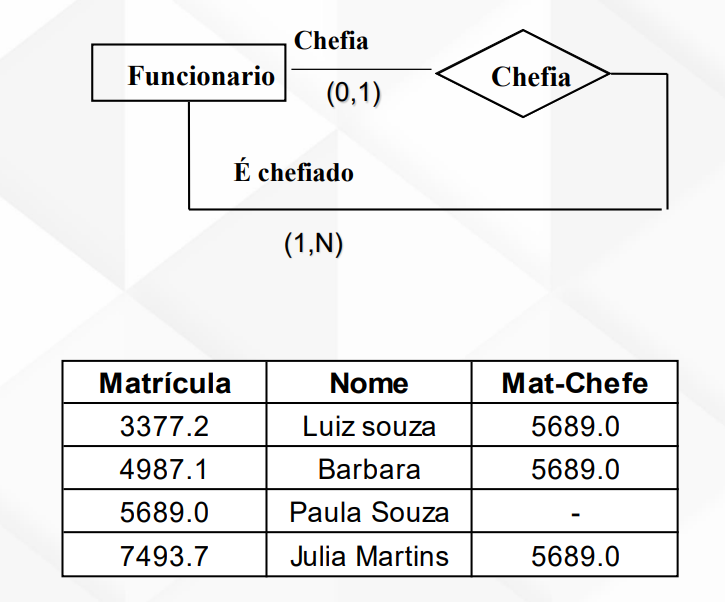 Chefia
Funcionario
Chefia
(0,1)
É chefiado
(1,N)
Matrícula Nome Mat-Chefe
3377.2 Luiz souza 5689.0
4987.1 Barbara 5689.0
5689.0 Paula Souza -
7493.7 Julia Martins 5689.0